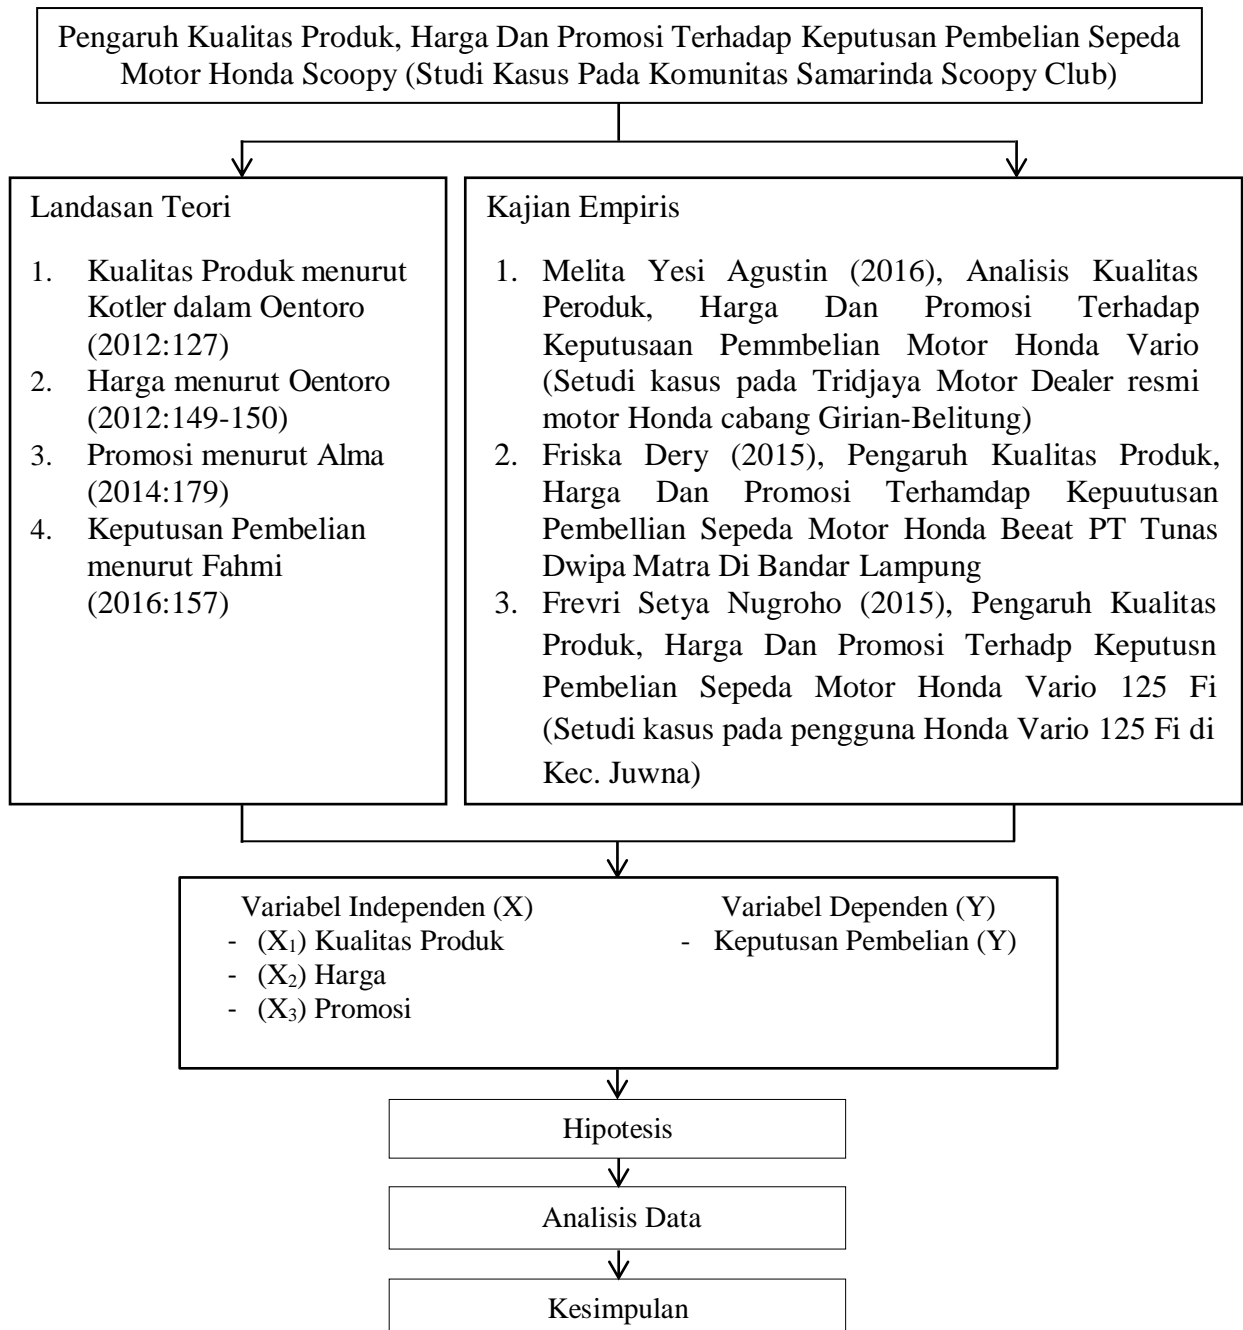 Pengaruh Kualitas Produk, Harga Dan Promosi Terhadap Keputusan Pembelian Sepeda
Motor Honda Scoopy (Studi Kasus Pada Komunitas Samarinda Scoopy Club)
Landasan Teori
1. Kualitas Produk menurut
Kotler dalam Oentoro
(2012:127)
2. Harga menurut Oentoro
(2012:149-150)
3. Promosi menurut Alma
(2014:179)
4. Keputusan Pembelian
menurut Fahmi
(2016:157)
Kajian Empiris
1. Melita Yesi Agustin (2016), Analisis Kualitas
Peroduk, Harga Dan Promosi Terhadap
Keputusaan Pemmbelian Motor Honda Vario
(Setudi kasus pada Tridjaya Motor Dealer resmi
motor Honda cabang Girian-Belitung)
2. Friska Dery (2015), Pengaruh Kualitas Produk,
Harga Dan Promosi Terhamdap Kepuutusan
Pembellian Sepeda Motor Honda Beeat PT Tunas
Dwipa Matra Di Bandar Lampung
3. Frevri Setya Nugroho (2015), Pengaruh Kualitas
Produk, Harga Dan Promosi Terhadp Keputusn
Pembelian Sepeda Motor Honda Vario 125 Fi
(Setudi kasus pada pengguna Honda Vario 125 Fi di
Kec. Juwna)
Variabel Independen (X)
- (X₁) Kualitas Produk
- (X₂) Harga
- (X₃) Promosi
Variabel Dependen (Y)
- Keputusan Pembelian (Y)
Hipotesis
Analisis Data
Kesimpulan